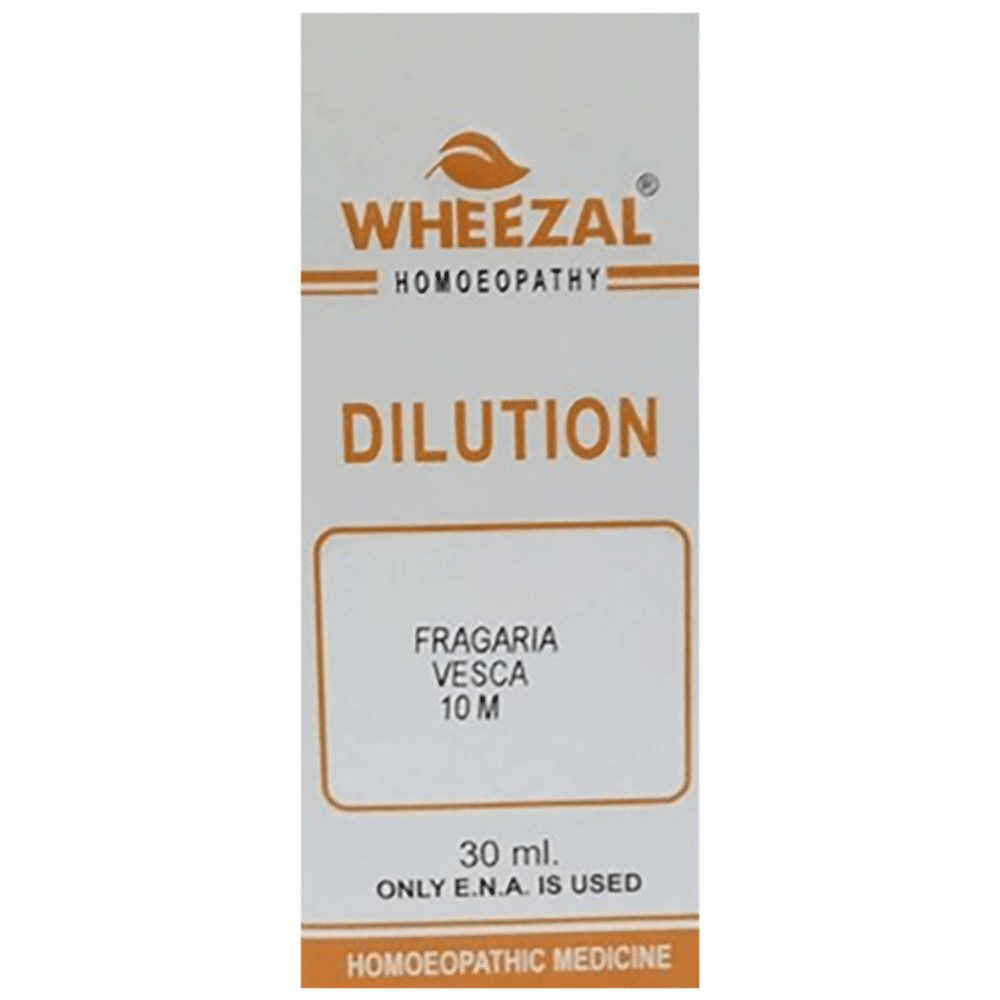 WHEEZAL®
HOMOEOPATHY
DILUTION
FRAGARIA
VESCA
10 M
30 ml.
ONLY E.N.A. IS USED
HOMOEOPATHIC MEDICINE